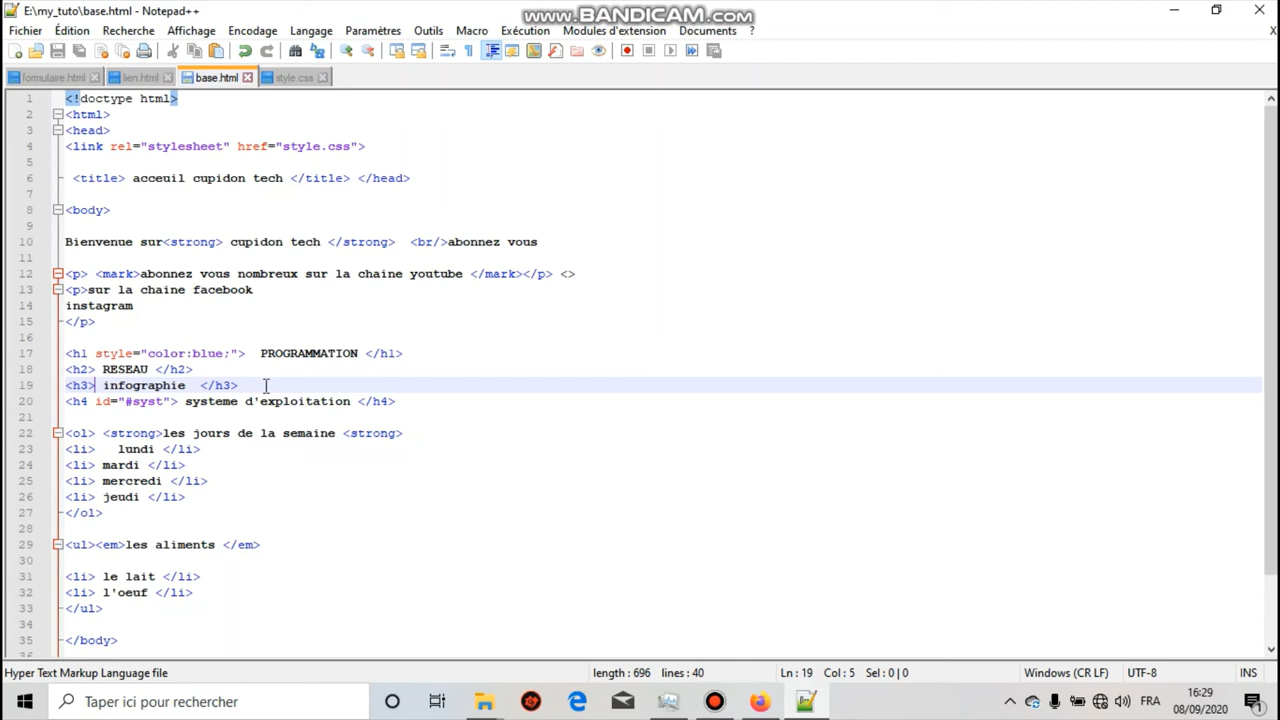 E:\my_tuto\base.html - Notepad++
www.BANDICAM.com
Fichier Édition Recherche Affichage Encodage Langage Paramètres Outils Macro Exécution Modules d'extension Documents ? X
formulaire.html lien.html base.html style.css
1 <!doctype html>
2 <html>
3 <head>
4 <link rel="stylesheet" href="style.css">
5
6 <title> acceuil cupidon tech </title> </head>
7
8 <body>
9
10 Bienvenue sur<strong> cupidon tech </strong> <br/>abonnez vous
11
12 <p> <mark>abonnez vous nombreux sur la chaine youtube </mark></p> <>
13 <p>sur la chaine facebook
14 instagram
15 </p>
16
17 <h1 style="color:blue;"> PROGRAMMATION </h1>
18 <h2> RESEAU </h2>
19 <h3> infographie </h3>
20 <h4 id="#syst"> systeme d'exploitation </h4>
21
22 <ol> <strong>les jours de la semaine <strong>
23 <li> lundi </li>
24 <li> mardi </li>
25 <li> mercredi </li>
26 <li> jeudi </li>
27 </ol>
28
29 <ul><em>les aliments </em>
30
31 <li> le lait </li>
32 <li> l'oeuf </li>
33 </ul>
34
35 </body>
36
Hyper Text Markup Language file length : 696 lines : 40 Ln : 19 Col : 5 Sel : 0 | 0 Windows (CR LF) UTF-8 INS
Taper ici pour rechercher FRA 16:29
08/09/2020 1